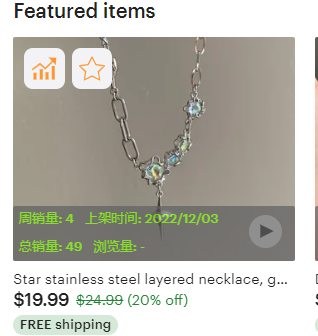 Featured items
周销量: 4 上架时间: 2022/12/03
总销量: 49 浏览量: -
Star stainless steel layered necklace, g...
$19.99 $24.99 (20% off)
FREE shipping